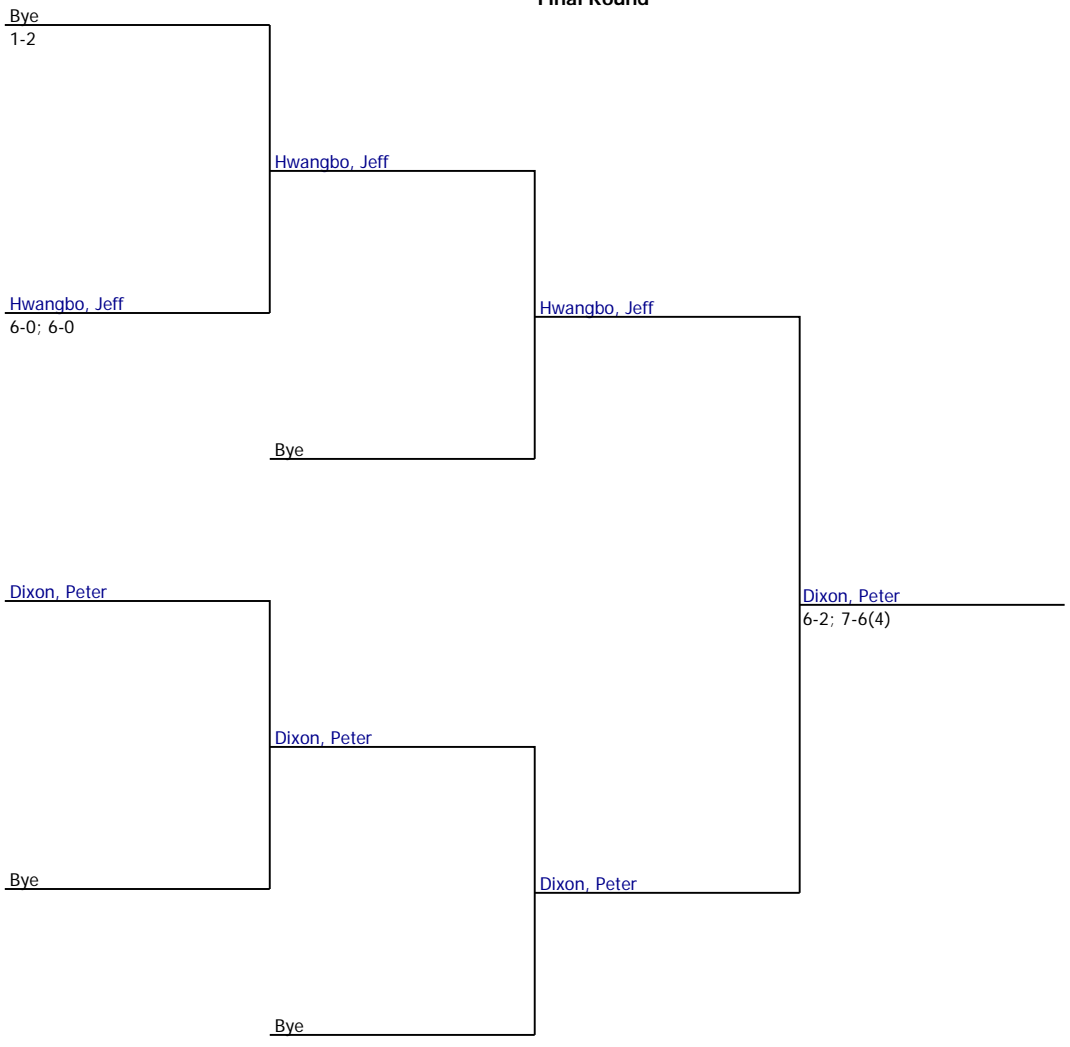 Final Round
Bye
1-2
Hwangbo, Jeff
Hwangbo, Jeff
6-0; 6-0
Hwangbo, Jeff
Bye
Dixon, Peter
Dixon, Peter
6-2; 7-6(4)
Dixon, Peter
Bye
Dixon, Peter
Bye